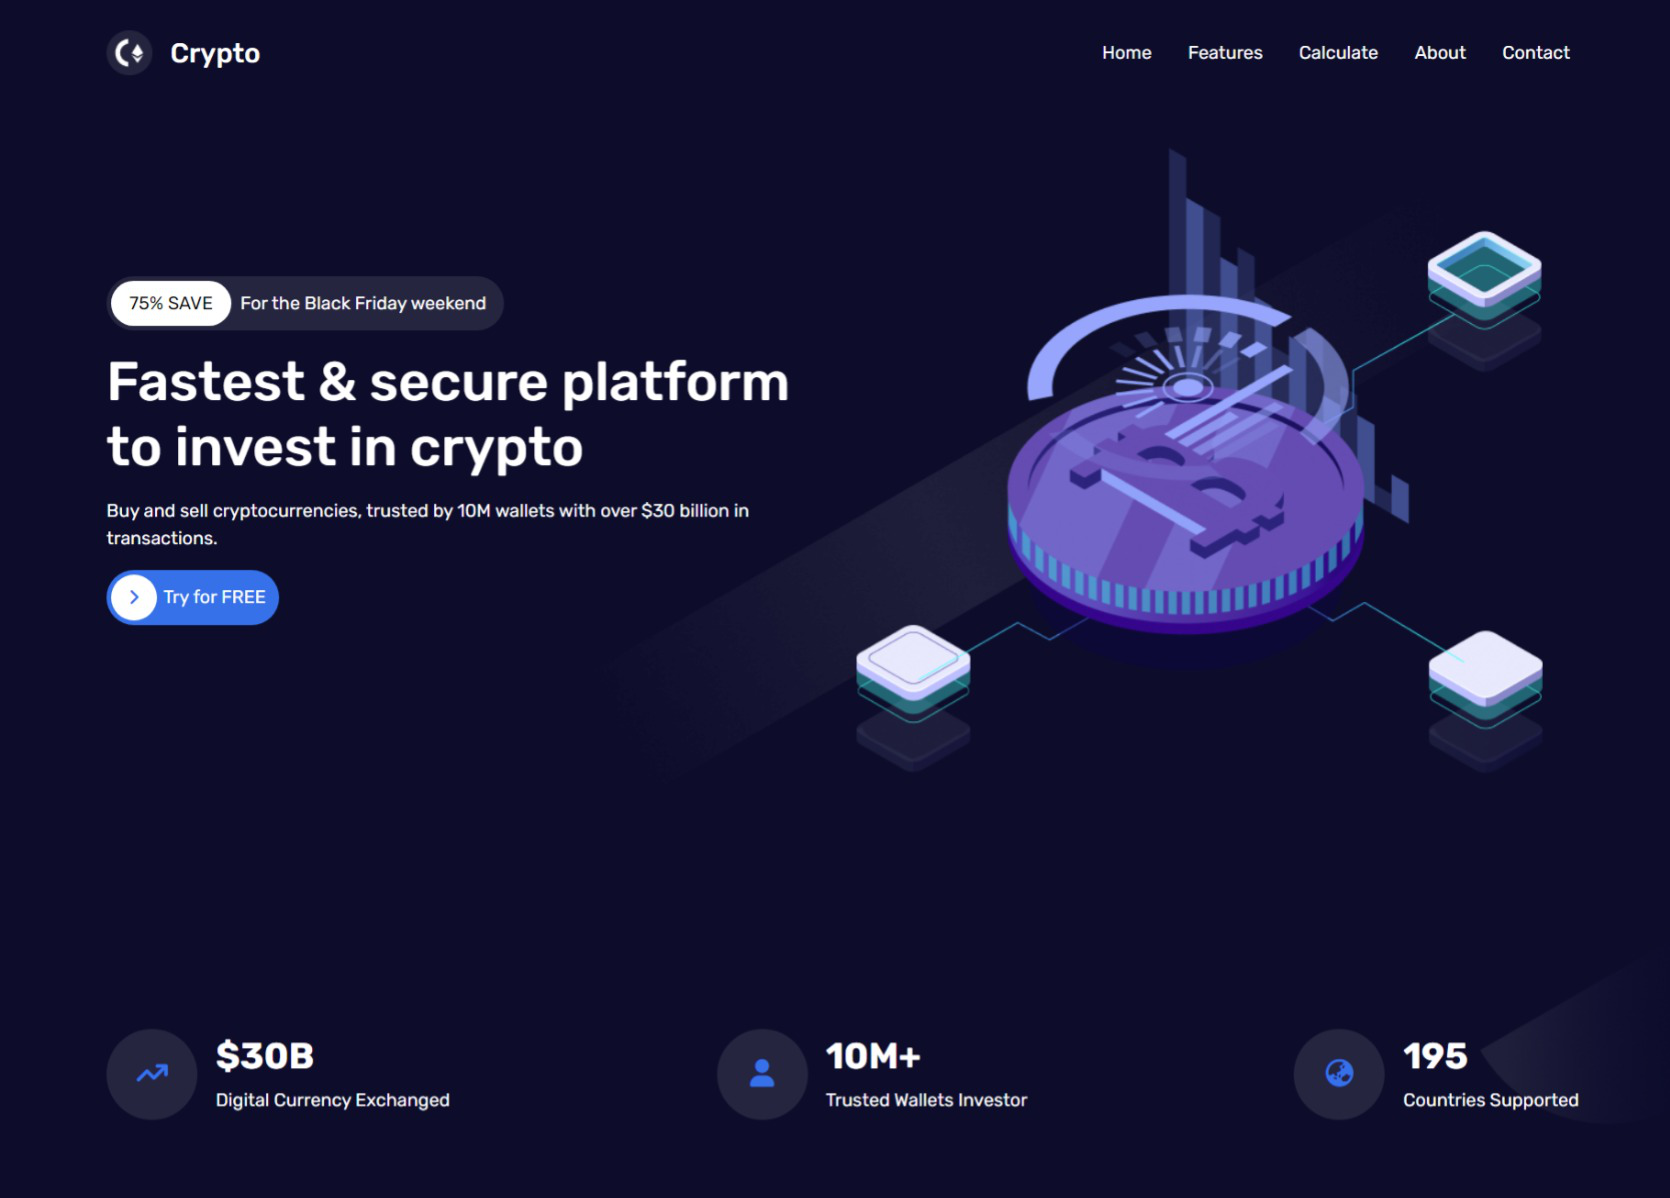 Crypto
Home Features Calculate About Contact
75% SAVE For the Black Friday weekend
Fastest & secure platform
to invest in crypto
Buy and sell cryptocurrencies, trusted by 10M wallets with over $30 billion in
transactions.
Try for FREE
$30B
Digital Currency Exchanged
10M+
Trusted Wallets Investor
195
Countries Supported